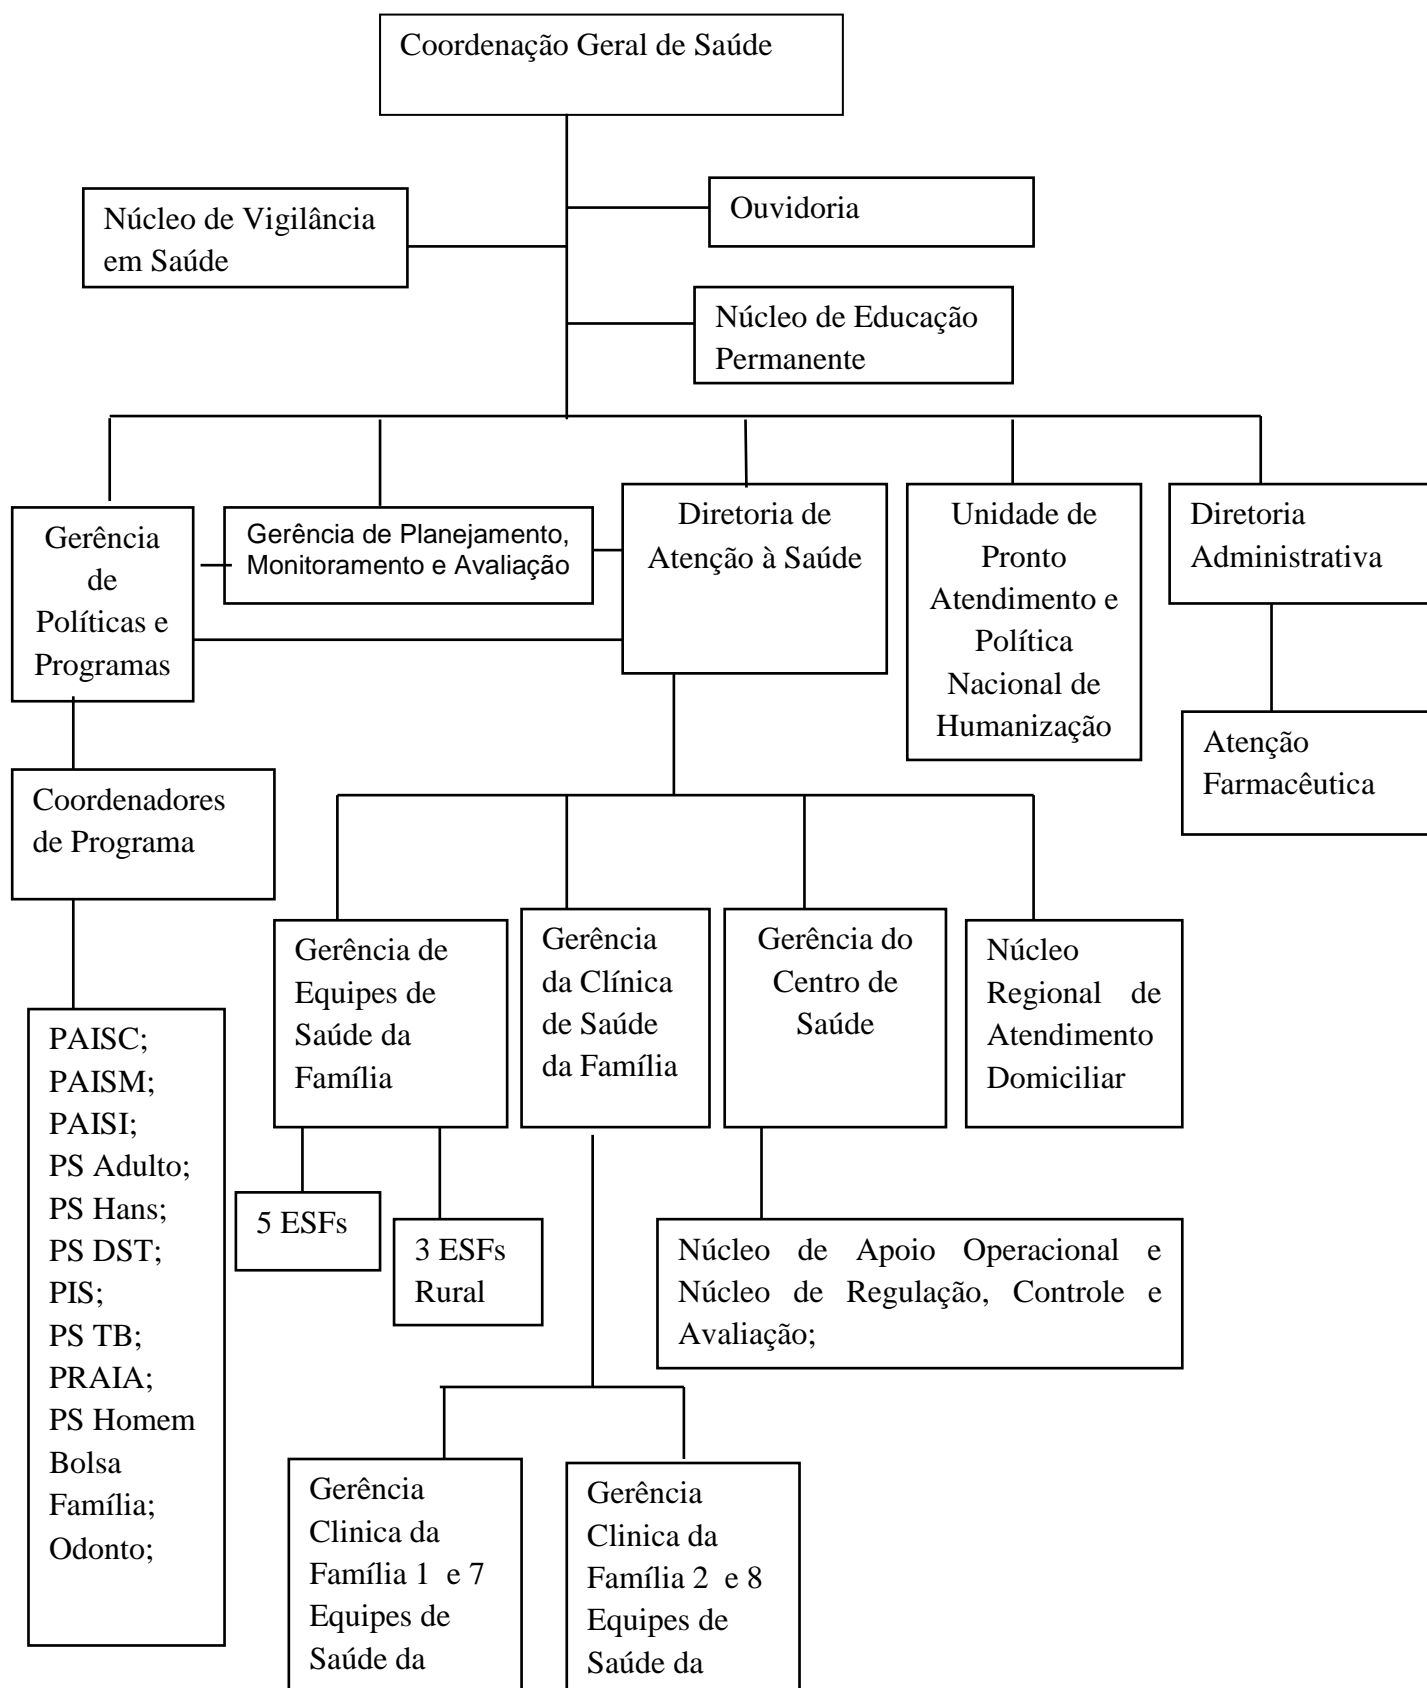 Coordenação Geral de Saúde
Núcleo de Vigilância
em Saúde
Ouvidoria
Núcleo de Educação
Permanente
Gerência
de
Políticas e
Programas
Gerência de Planejamento,
Monitoramento e Avaliação
Diretoria de
Atenção à Saúde
Unidade de
Pronto
Atendimento e
Política
Nacional de
Humanização
Diretoria
Administrativa
Atenção
Farmacêutica
Coordenadores
de Programa
Gerência de
Equipes de
Saúde da
Família
Gerência
da Clínica
de Saúde
da Família
Gerência do
Centro de
Saúde
Núcleo
Regional de
Atendimento
Domiciliar
PAISC;
PAISM;
PAISI;
PS Adulto;
PS Hans;
PS DST;
PIS;
PS TB;
PRAIA;
PS Homem
Bolsa
Família;
Odonto;
5 ESFs
3 ESFs
Rural
Núcleo de Apoio Operacional e
Núcleo de Regulação, Controle e
Avaliação;
Gerência
Clinica da
Família 1 e 7
Equipes de
Saúde da
Gerência
Clinica da
Família 2 e 8
Equipes de
Saúde da